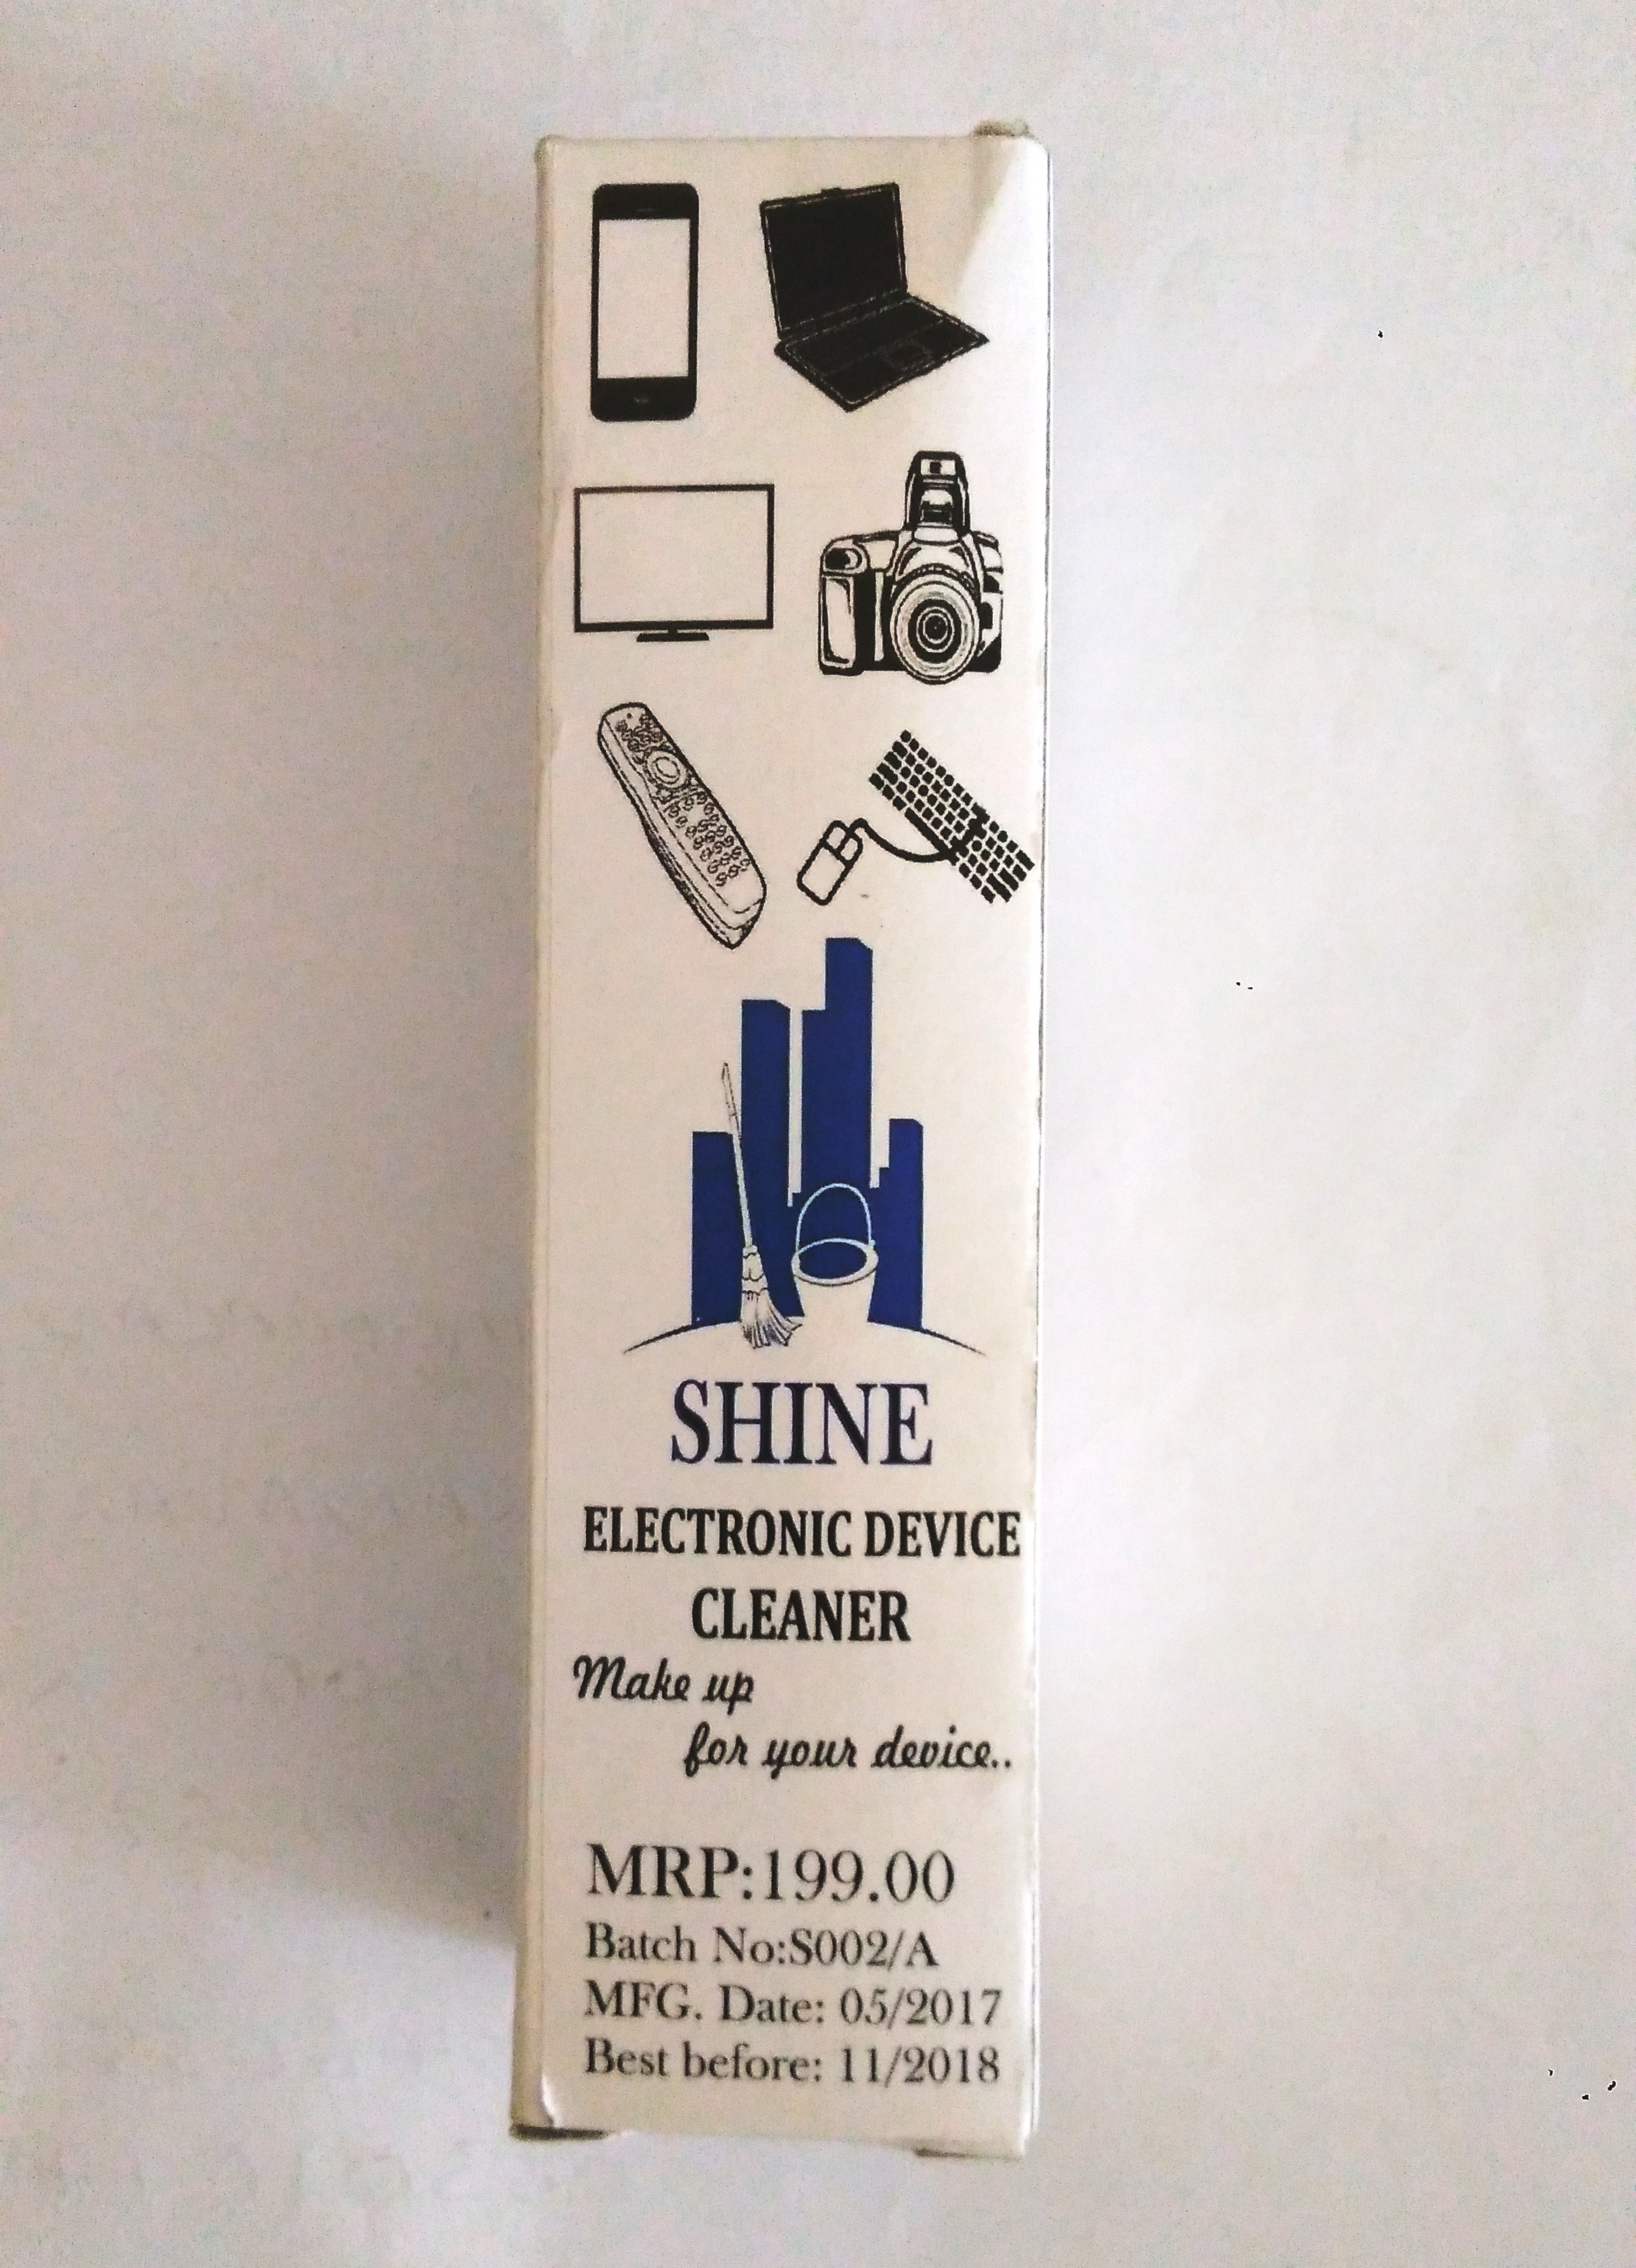 SHINE
ELECTRONIC DEVICE
CLEANER
Make up
for your device..
MRP:199.00
Batch No:S002/A
MFG. Date: 05/2017
Best before: 11/2018